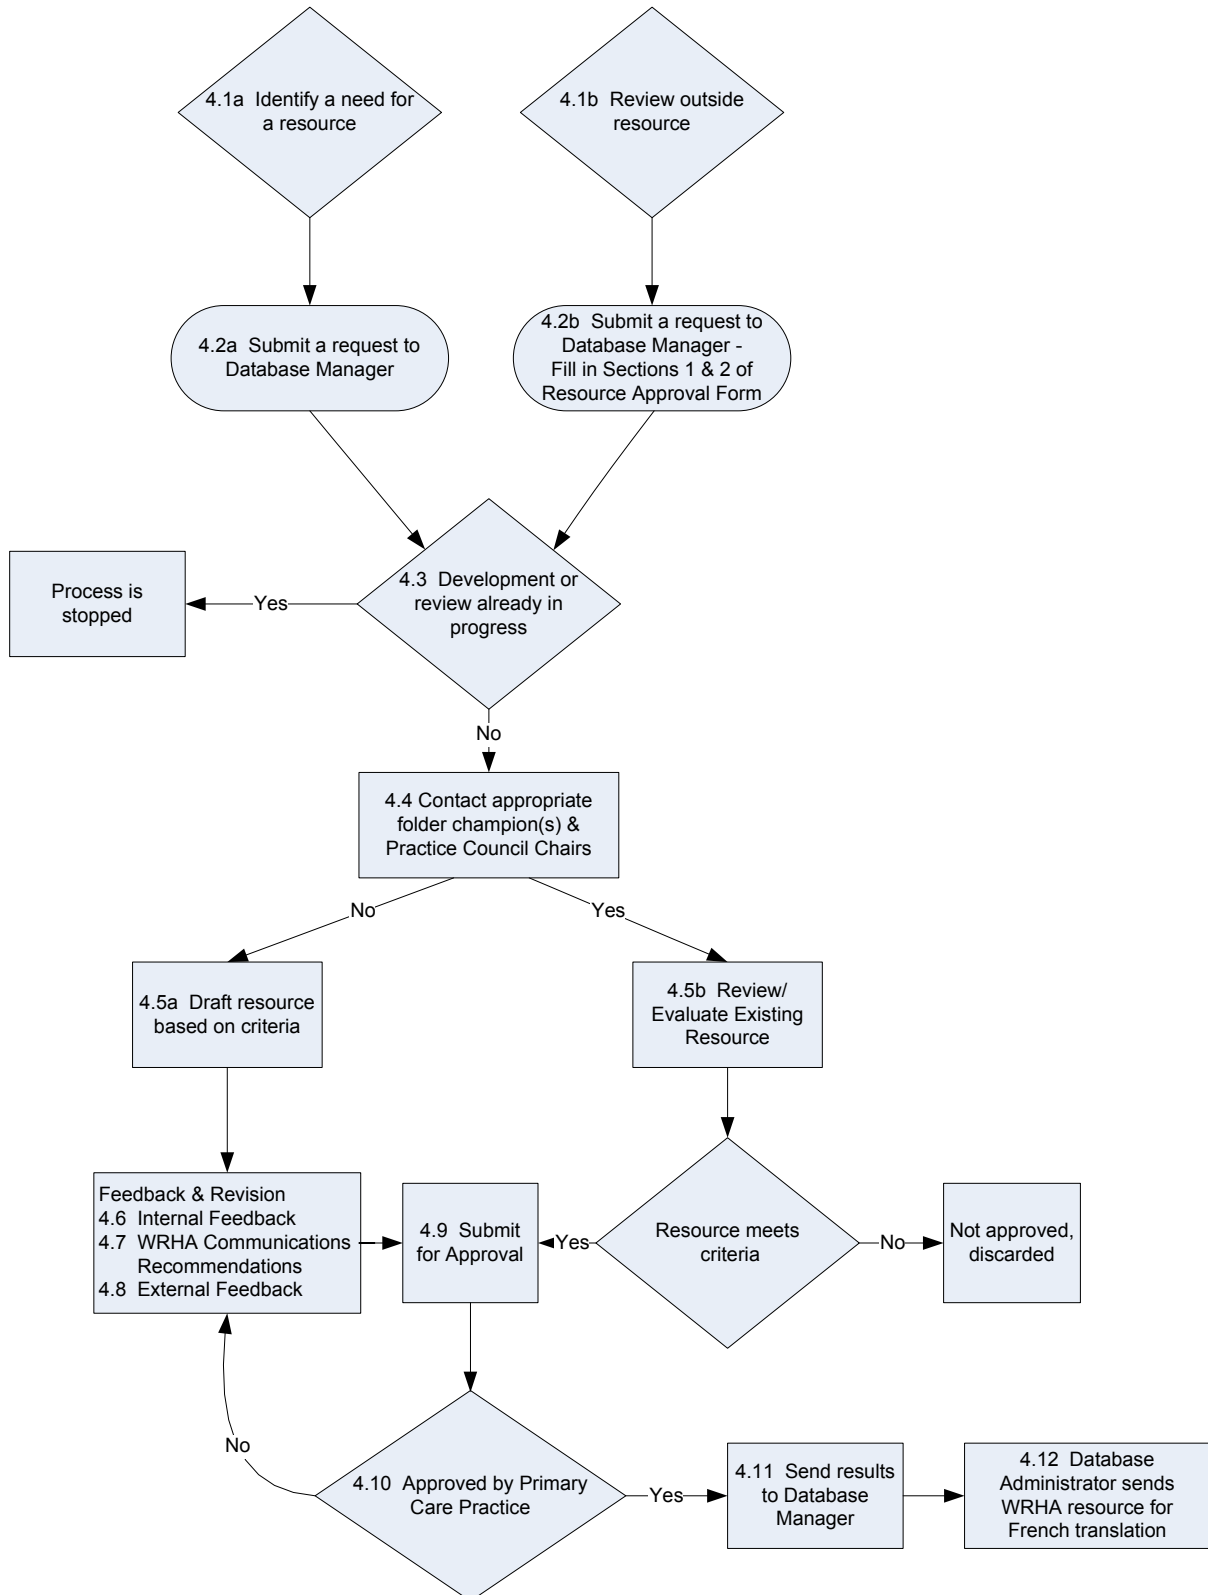 4.1a Identify a need for
a resource
4.1b Review outside
resource
4.2a Submit a request to
Database Manager
4.2b Submit a request to
Database Manager -
Fill in Sections 1 & 2 of
Resource Approval Form
4.3 Development or
review already in
progress
Yes
Process is
stopped
No
4.4 Contact appropriate
folder champion(s) &
Practice Council Chairs
No
Yes
4.5a Draft resource
based on criteria
4.5b Review/
Evaluate Existing
Resource
Feedback & Revision
4.6 Internal Feedback
4.7 WRHA Communications
Recommendations
4.8 External Feedback
4.9 Submit
for Approval
Yes
Resource meets
criteria
No
Not approved,
discarded
No
4.10 Approved by Primary
Care Practice
Yes
4.11 Send results
to Database
Manager
4.12 Database
Administrator sends
WRHA resource for
French translation